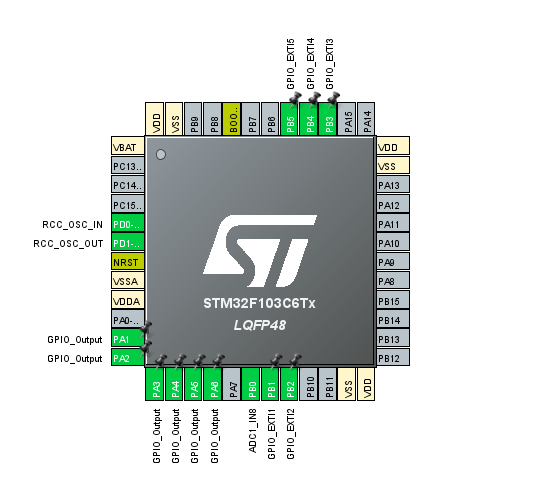 GPIO_EXTI5
GPIO_EXTI4
GPIO_EXTI3
VDD
VSS
PB9
PB8
BOO..
PB7
PB6
PB5
PB4
PB3
PA15
PA14
VBAT
PC13..
PC14..
PC15..
RCC_OSC_IN PD0-..
RCC_OSC_OUT PD1-..
NRST
VSSA
VDDA
PA0-..
GPIO_Output PA1
GPIO_Output PA2
ST
STM32F103C6Tx
LQFP48
VDD
VSS
PA13
PA12
PA11
PA10
PA9
PA8
PB15
PB14
PB13
PB12
PA3
PA4
PA5
PA6
PA7
PB0
PB1
PB2
PB10
PB11
VSS
VDD
GPIO_Output
GPIO_Output
GPIO_Output
GPIO_Output
ADC1_IN8
GPIO_EXTI1
GPIO_EXTI2